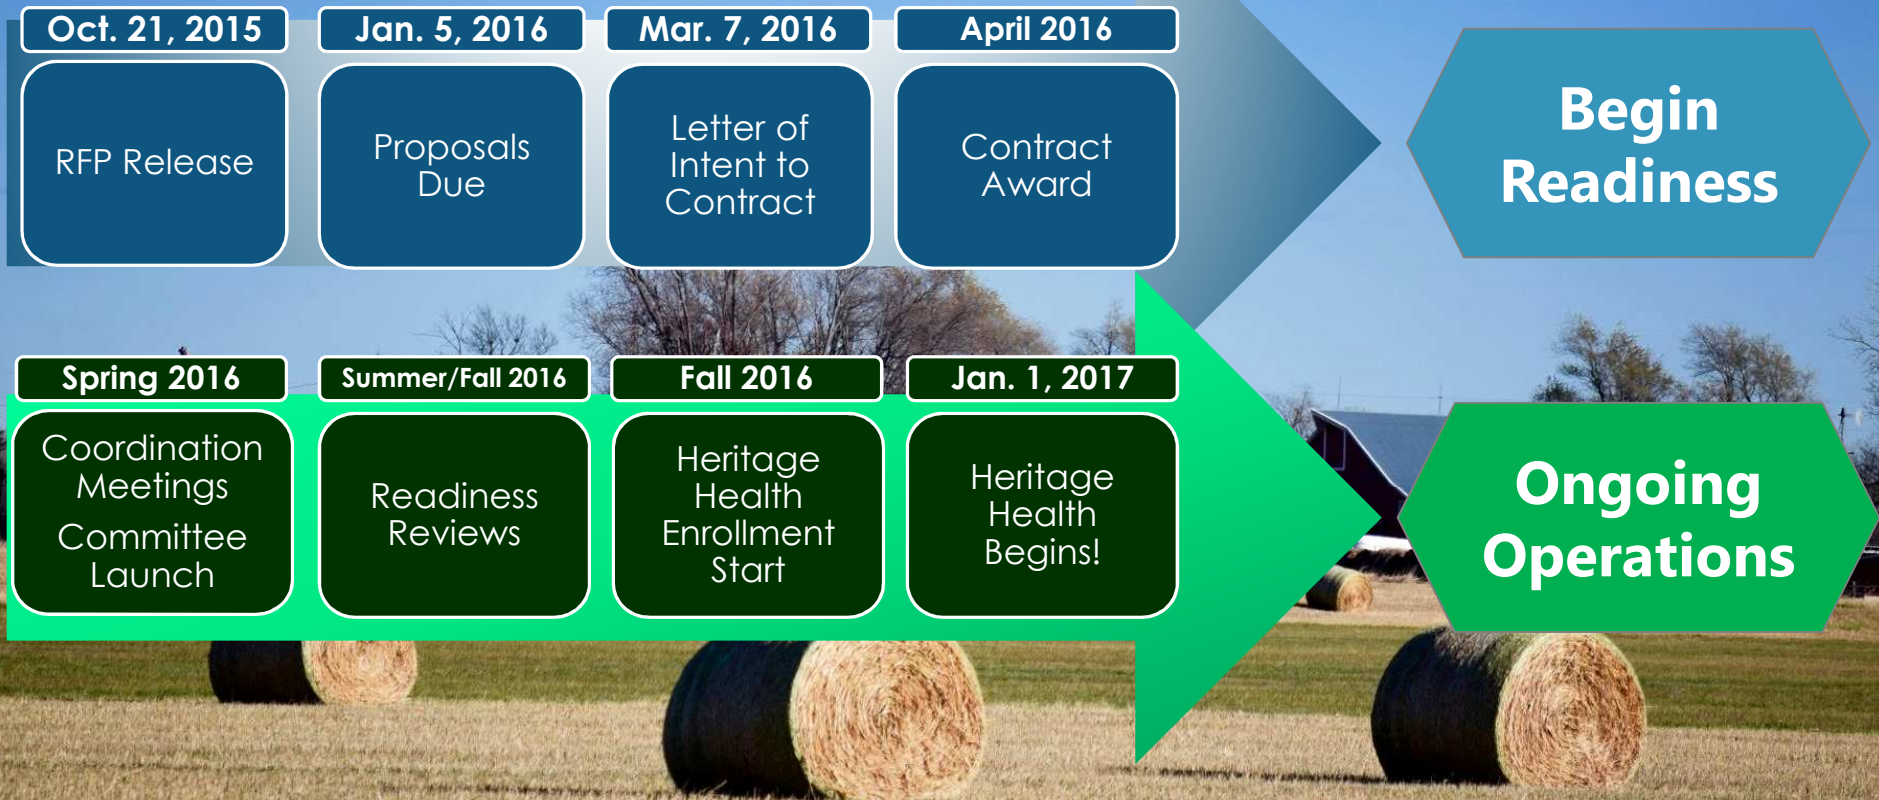 Oct. 21, 2015
Jan. 5, 2016
Mar. 7, 2016
April 2016
RFP Release
Proposals
Due
Letter of
Intent to
Contract
Contract
Award
Begin
Readiness
Spring 2016
Summer/Fall 2016
Fall 2016
Jan. 1, 2017
Coordination
Meetings
Committee
Launch
Readiness
Reviews
Heritage
Health
Enrollment
Start
Heritage
Health
Begins!
Ongoing
Operations